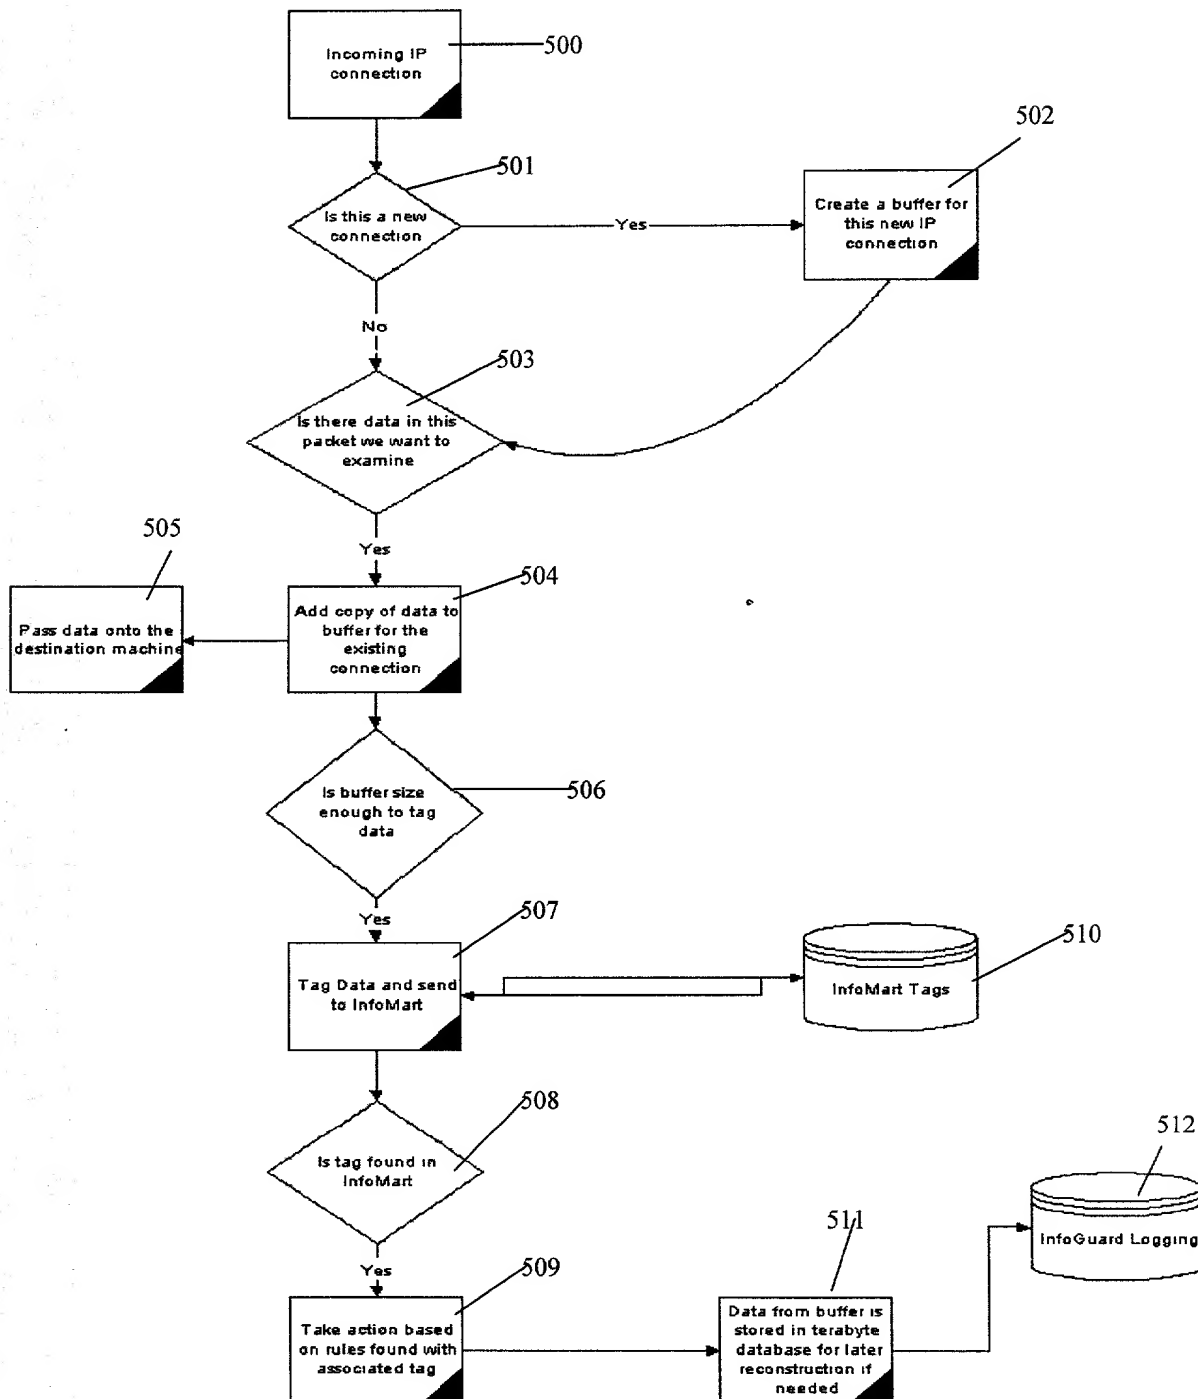 Incoming IP
connection
500
501
Is this a new
connection
Yes
502
Create a buffer for
this new IP
connection
No
503
Is there data in this
packet we want to
examine
Yes
505
Pass data onto the
destination machine
504
Add copy of data to
buffer for the
existing
connection
Is buffer size
enough to tag
data
506
Yes
507
Tag Data and send
to InfoMart
510
InfoMart Tags
508
Is tag found in
InfoMart
Yes
509
Take action based
on rules found with
associated tag
511
Data from buffer is
stored in terabyte
database for later
reconstruction if
needed
512
InfoGuard Logging